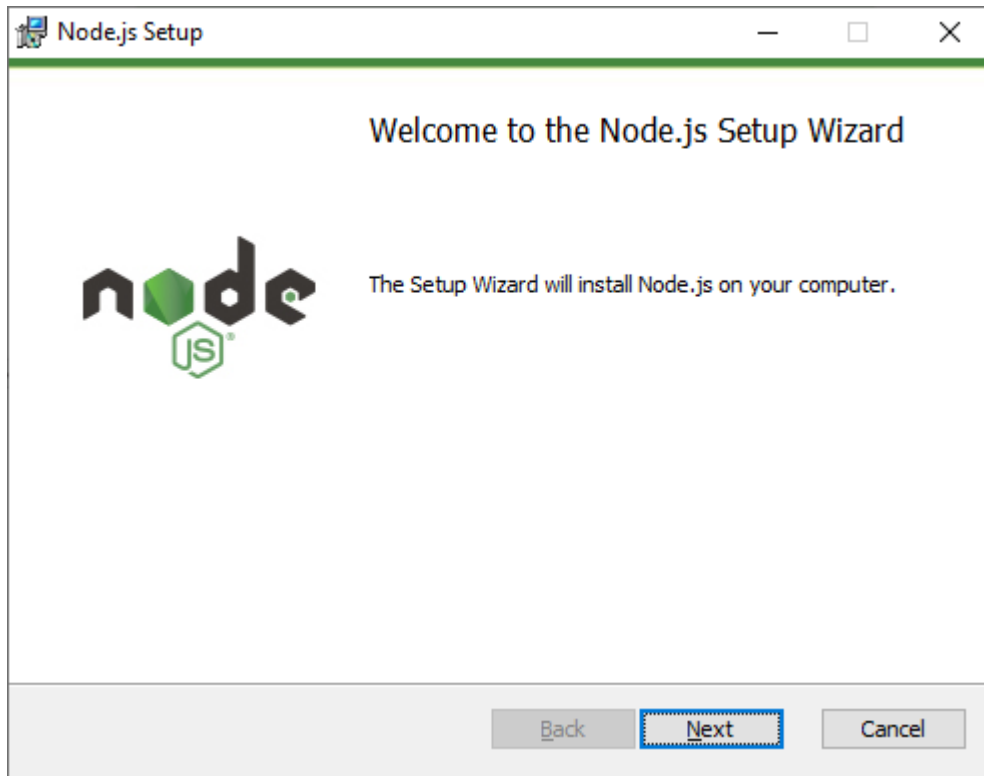 Node.js Setup
Welcome to the Node.js Setup Wizard
The Setup Wizard will install Node.js on your computer.
node
JS®
Back
Next
Cancel